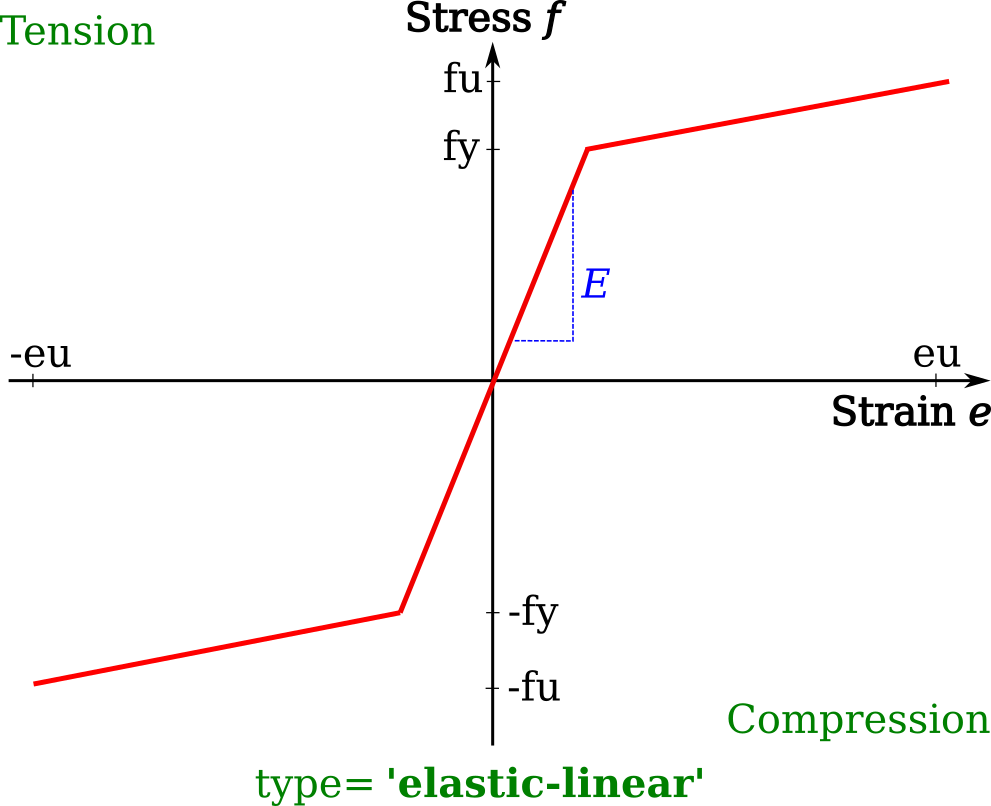 Tension
Stress f
fu
fy
E
-eu
eu
Strain e
-fy
-fu
Compression
type= 'elastic-linear'